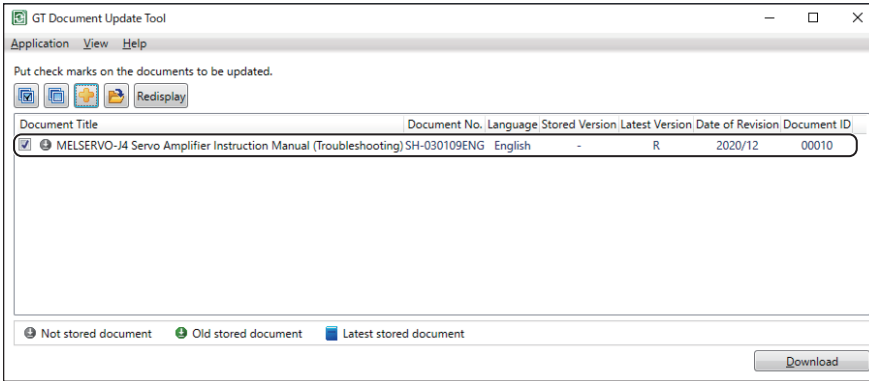 GT Document Update Tool
Application View Help
Put check marks on the documents to be updated.
Redisplay
Document Title Document No. Language Stored Version Latest Version Date of Revision Document ID
MELSERVO-J4 Servo Amplifier Instruction Manual (Troubleshooting) SH-030109ENG English - R 2020/12 00010
Not stored document Old stored document Latest stored document
Download